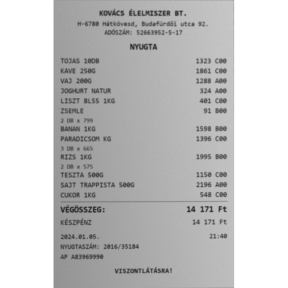 KOVÁCS ÉLELMISZER BT.
H-6780 Hátkövesd, Budafürdői utca 92.
ADÓSZÁM: 52663952-5-17
NYUGTA
TOJAS 10DB 1323 C00
KAVE 250G 1861 C00
VAJ 200G 1288 A00
JOGHURT NATUR 324 A00
LISZT BL55 1KG 401 C00
ZSEMLE 91 B00
2 DB x 799
BANAN 1KG 1598 B00
PARADICSOM KG 1396 C00
3 DB x 665
RIZS 1KG 1995 B00
2 DB x 575
TESZTA 500G 1150 C00
SAJT TRAPPISTA 500G 2196 A00
CUKOR 1KG 548 C00
VÉGÖSSZEG: 14 171 Ft
KÉSZPÉNZ 14 171 Ft
2024.01.05. 21:40
NYUGTASZÁM: 2016/35184
AP A83969990
VISZONTLÁTÁSRA!